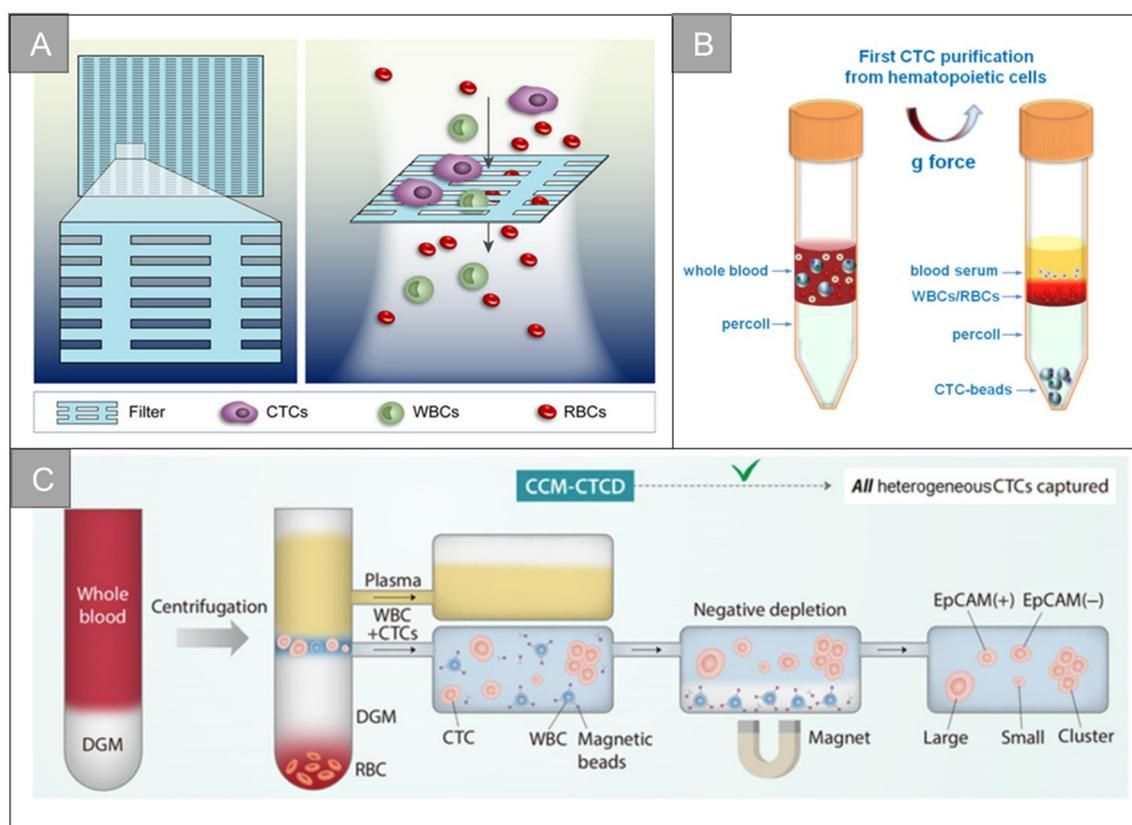 A
Filter
CTCs
WBCs
RBCs
B
First CTC purification
from hematopoietic cells
g force
whole blood
percoll
blood serum
WBCs/RBCs
percoll
CTC-beads
C
CCM-CTCD
All heterogeneous CTCs captured
Whole
blood
DGM
Centrifugation
Plasma
WBC
+CTCs
DGM
RBC
CTC
WBC
Magnetic
beads
Negative depletion
Magnet
EpCAM(+)
EpCAM(−)
Large
Small
Cluster